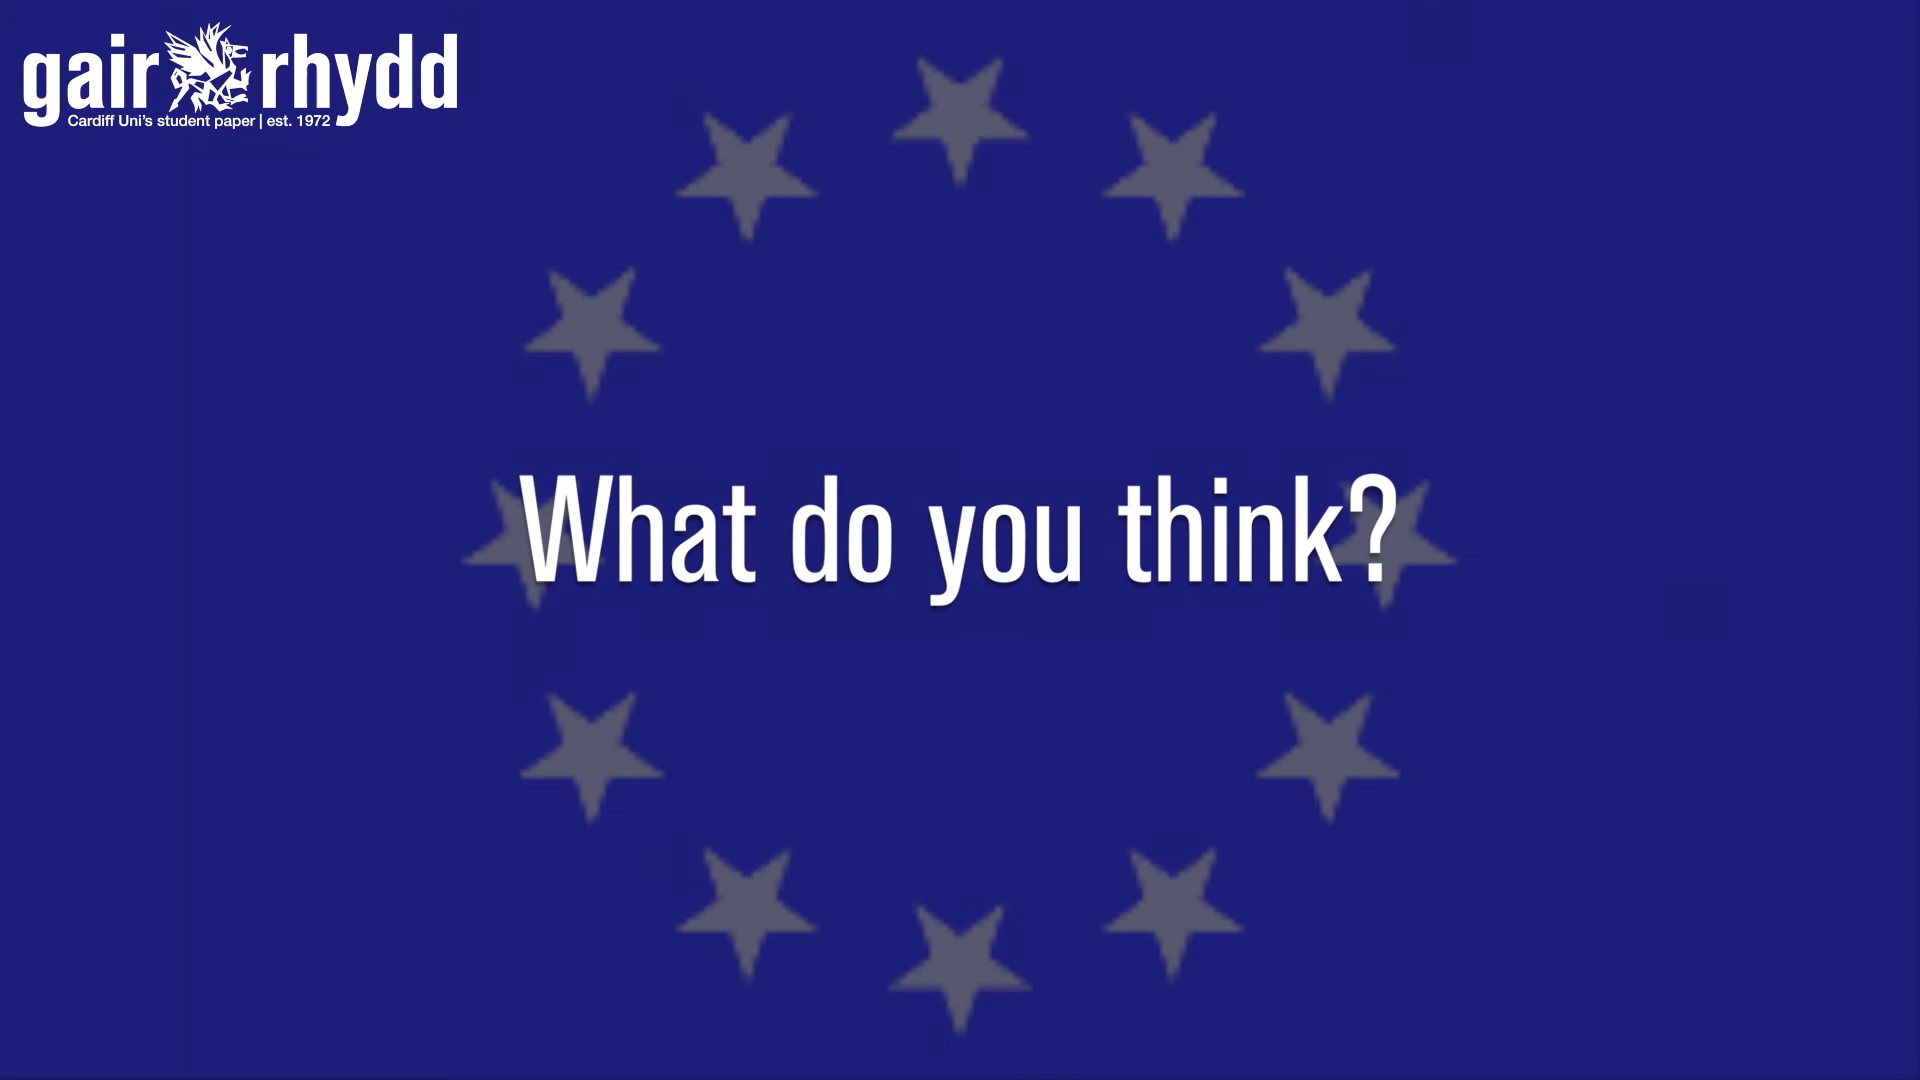 gair rhydd
Cardiff Uni's student paper | est. 1972
What do you think?